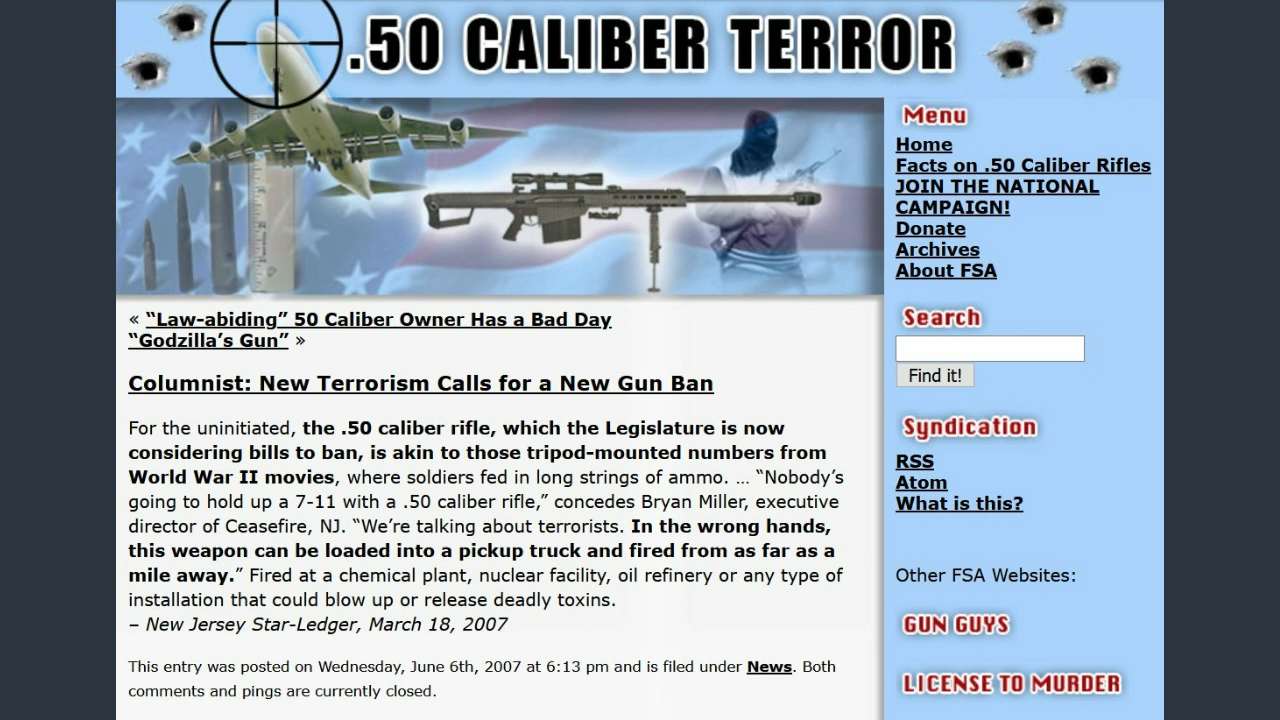 .50 CALIBER TERROR
« “Law-abiding” 50 Caliber Owner Has a Bad Day
“Godzilla’s Gun” »
Columnist: New Terrorism Calls for a New Gun Ban
For the uninitiated, the .50 caliber rifle, which the Legislature is now
considering bills to ban, is akin to those tripod-mounted numbers from
World War II movies, where soldiers fed in long strings of ammo. … “Nobody’s
going to hold up a 7-11 with a .50 caliber rifle,” concedes Bryan Miller, executive
director of Ceasefire, NJ. “We’re talking about terrorists. In the wrong hands,
this weapon can be loaded into a pickup truck and fired from as far as a
mile away.” Fired at a chemical plant, nuclear facility, oil refinery or any type of
installation that could blow up or release deadly toxins.
– New Jersey Star-Ledger, March 18, 2007
This entry was posted on Wednesday, June 6th, 2007 at 6:13 pm and is filed under News. Both
comments and pings are currently closed.
Menu
Home
Facts on .50 Caliber Rifles
JOIN THE NATIONAL
CAMPAIGN!
Donate
Archives
About FSA
Search
Find it!
Syndication
RSS
Atom
What is this?
Other FSA Websites:
GUN GUYS
LICENSE TO MURDER